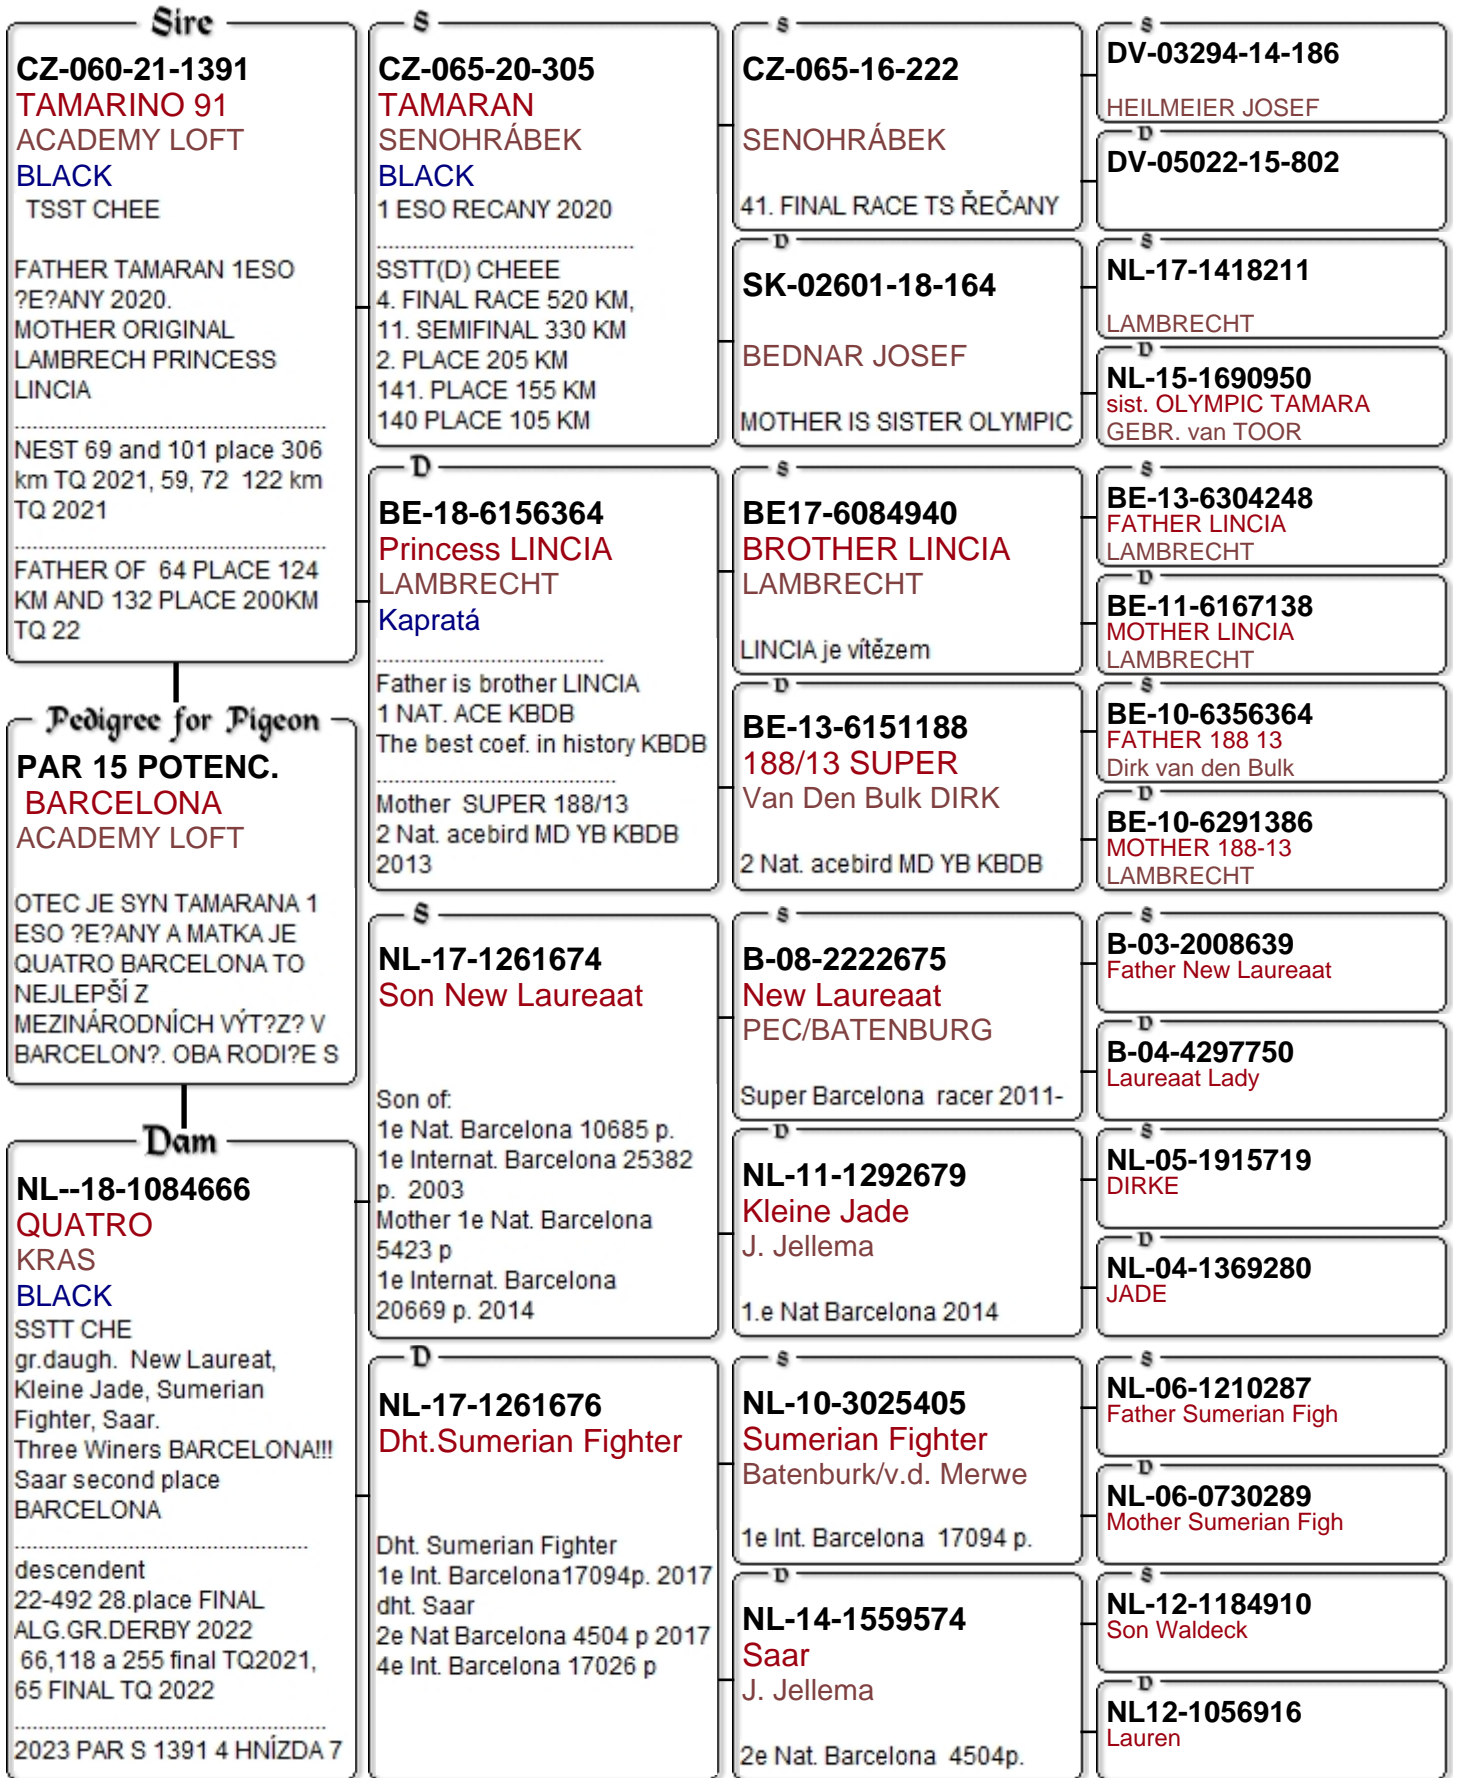 Sire
CZ-060-21-1391
TAMARINO 91
ACADEMY LOFT
BLACK
TSST CHEE
FATHER TAMARAN 1ESO
?E?ANY 2020.
MOTHER ORIGINAL
LAMBRECH PRINCESS
LINCIA
NEST 69 and 101 place 306
km TQ 2021, 59, 72 122 km
TQ 2021
FATHER OF 64 PLACE 124
KM AND 132 PLACE 200KM
TQ 22
Pedigree for Pigeon
PAR 15 POTENC.
BARCELONA
ACADEMY LOFT
OTEC JE SYN TAMARANA 1
ESO ?E?ANY A MATKA JE
QUATRO BARCELONA TO
NEJLEPŠÍ Z
MEZINÁRODNÍCH VÝT?Z? V
BARCELON?. OBA RODI?E S
Dam
NL--18-1084666
QUATRO
KRAS
BLACK
SSTT CHE
gr.daugh. New Laureat,
Kleine Jade, Sumerian
Fighter, Saar.
Three Winers BARCELONA!!!
Saar second place
BARCELONA
descendent
22-492 28.place FINAL
ALG.GR.DERBY 2022
66,118 a 255 final TQ2021,
65 FINAL TQ 2022
2023 PAR S 1391 4 HNÍZDA 7
S
CZ-065-20-305
TAMARAN
SENOHRÁBEK
BLACK
1 ESO RECANY 2020
SSTT(D) CHEEE
4. FINAL RACE 520 KM,
11. SEMIFINAL 330 KM
2. PLACE 205 KM
141. PLACE 155 KM
140 PLACE 105 KM
D
BE-18-6156364
Princess LINCIA
LAMBRECHT
Kapratá
Father is brother LINCIA
1 NAT. ACE KBDB
The best coef. in history KBDB
Mother SUPER 188/13
2 Nat. acebird MD YB KBDB
2013
S
NL-17-1261674
Son New Laureaat
Son of:
1e Nat. Barcelona 10685 p.
1e Internat. Barcelona 25382
p. 2003
Mother 1e Nat. Barcelona
5423 p
1e Internat. Barcelona
20669 p. 2014
D
NL-17-1261676
Dht.Sumerian Fighter
Dht. Sumerian Fighter
1e Int. Barcelona17094p. 2017
dht. Saar
2e Nat Barcelona 4504 p 2017
4e Int. Barcelona 17026 p
S
CZ-065-16-222
SENOHRÁBEK
41. FINAL RACE TS ŘEČANY
D
SK-02601-18-164
BEDNAR JOSEF
MOTHER IS SISTER OLYMPIC
S
BE17-6084940
BROTHER LINCIA
LAMBRECHT
LINCIA je vítězem
D
BE-13-6151188
188/13 SUPER
Van Den Bulk DIRK
2 Nat. acebird MD YB KBDB
S
B-08-2222675
New Laureaat
PEC/BATENBURG
Super Barcelona racer 2011-
D
NL-11-1292679
Kleine Jade
J. Jellema
1.e Nat Barcelona 2014
S
NL-10-3025405
Sumerian Fighter
Batenburk/v.d. Merwe
1e Int. Barcelona 17094 p.
D
NL-14-1559574
Saar
J. Jellema
2e Nat. Barcelona 4504p.
S
DV-03294-14-186
HEILMEIER JOSEF
D
DV-05022-15-802
S
NL-17-1418211
LAMBRECHT
D
NL-15-1690950
sist. OLYMPIC TAMARA
GEBR. van TOOR
S
BE-13-6304248
FATHER LINCIA
LAMBRECHT
D
BE-11-6167138
MOTHER LINCIA
LAMBRECHT
S
BE-10-6356364
FATHER 188 13
Dirk van den Bulk
D
BE-10-6291386
MOTHER 188-13
LAMBRECHT
S
B-03-2008639
Father New Laureaat
D
B-04-4297750
Laureaat Lady
S
NL-05-1915719
DIRKE
D
NL-04-1369280
JADE
S
NL-06-1210287
Father Sumerian Figh
D
NL-06-0730289
Mother Sumerian Figh
S
NL-12-1184910
Son Waldeck
D
NL12-1056916
Lauren